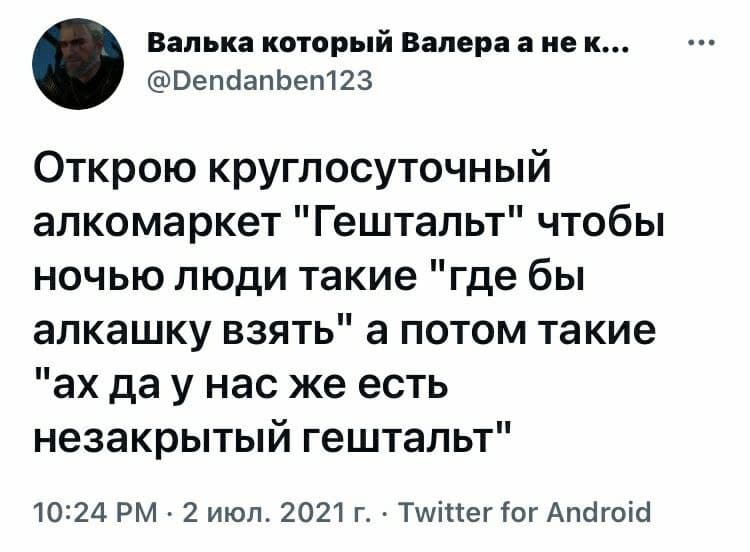 Валька который Валера а не к...
@Dendanben123
Открою круглосуточный
алкомаркет "Гештальт" чтобы
ночью люди такие "где бы
алкашку взять" а потом такие
"ах да у нас же есть
незакрытый гештальт"
10:24 PM · 2 июл. 2021 г. · Twitter for Android